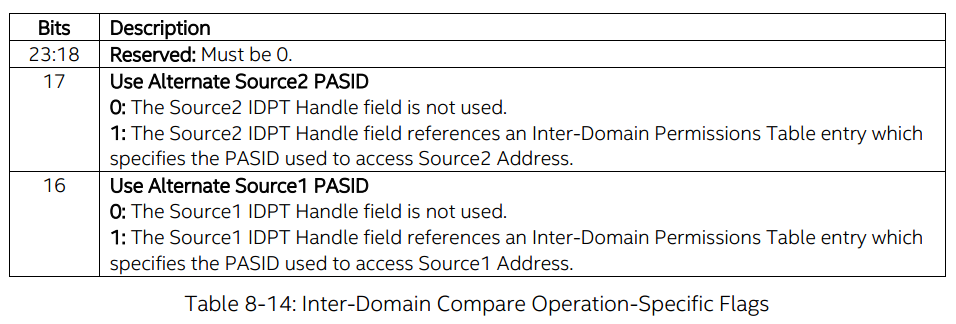 Bits Description
23:18 Reserved: Must be 0.
17 Use Alternate Source2 PASID
0: The Source2 IDPT Handle field is not used.
1: The Source2 IDPT Handle field references an Inter-Domain Permissions Table entry which
specifies the PASID used to access Source2 Address.
16 Use Alternate Source1 PASID
0: The Source1 IDPT Handle field is not used.
1: The Source1 IDPT Handle field references an Inter-Domain Permissions Table entry which
specifies the PASID used to access Source1 Address.
Table 8-14: Inter-Domain Compare Operation-Specific Flags